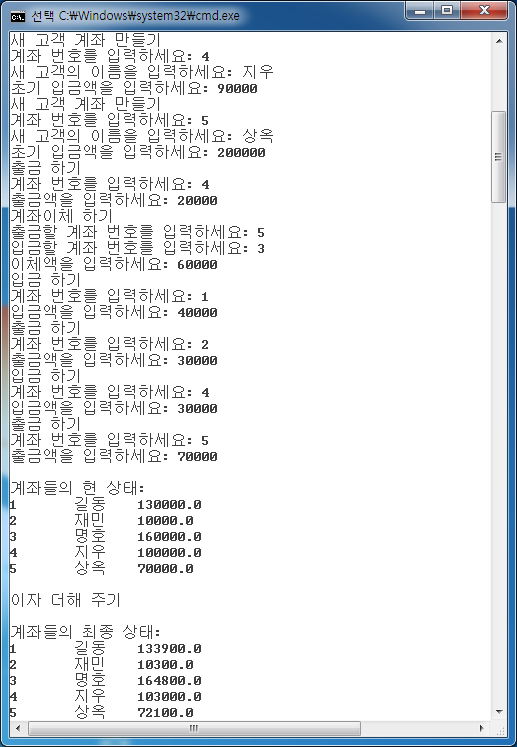 선택 C:\Windows\system32\cmd.exe
새 고객 계좌 만들기
계좌 번호를 입력하세요: 4
새 고객의 이름을 입력하세요: 지우
초기 입금액을 입력하세요: 90000
새 고객 계좌 만들기
계좌 번호를 입력하세요: 5
새 고객의 이름을 입력하세요: 상옥
초기 입금액을 입력하세요: 200000
출금 하기
계좌 번호를 입력하세요: 4
출금액을 입력하세요: 20000
계좌이체 하기
출금할 계좌 번호를 입력하세요: 5
입금할 계좌 번호를 입력하세요: 3
이체액을 입력하세요: 60000
입금 하기
계좌 번호를 입력하세요: 1
입금액을 입력하세요: 40000
출금 하기
계좌 번호를 입력하세요: 2
출금액을 입력하세요: 30000
입금 하기
계좌 번호를 입력하세요: 4
입금액을 입력하세요: 30000
출금 하기
계좌 번호를 입력하세요: 5
출금액을 입력하세요: 70000
계좌들의 현 상태:
1 길동 130000.0
2 재민 10000.0
3 명호 160000.0
4 지우 100000.0
5 상옥 70000.0
이자 더해 주기
계좌들의 최종 상태:
1 길동 133900.0
2 재민 10300.0
3 명호 164800.0
4 지우 103000.0
5 상옥 72100.0